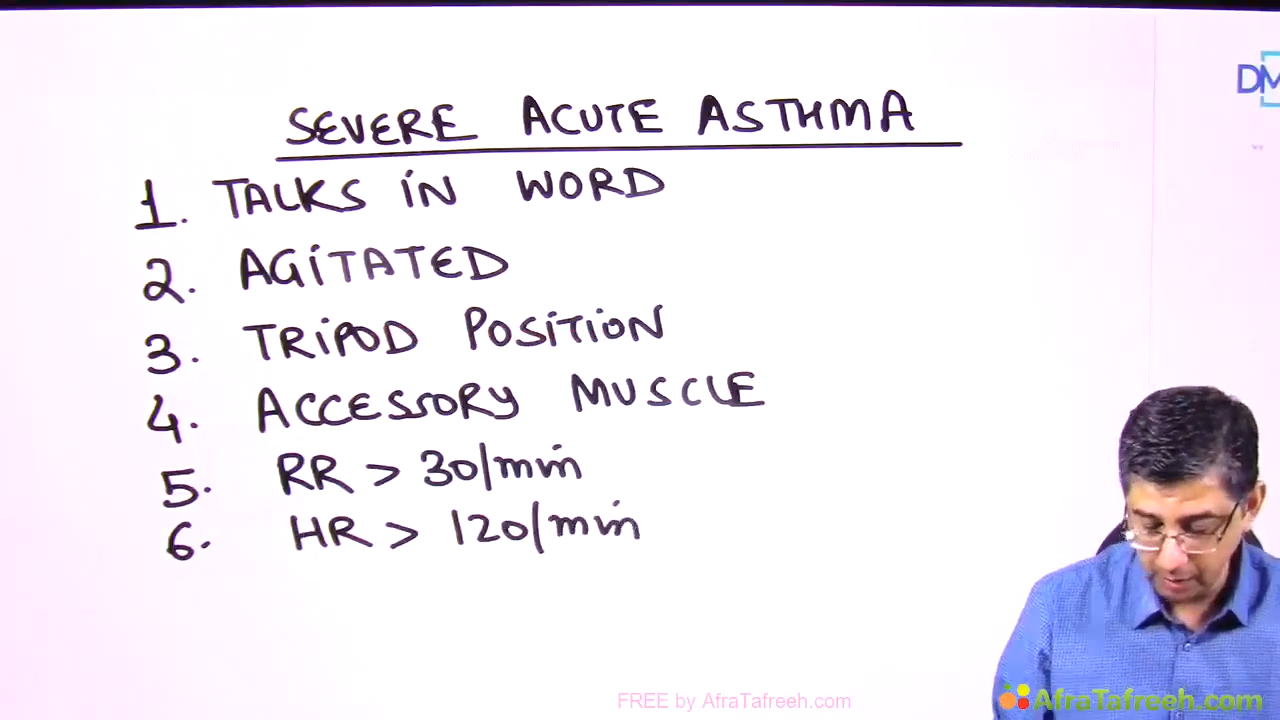 DM
SEVERE ACUTE ASTHMA
1. TALKS iN WORD
2. AGiTATED
3. TRiPOD POSiTiON
4. ACCESSORY MUSCLE
5. RR > 30/min
6. HR > 120/min
FREE by AfraTafreeh.com
AfraTafreeh.com